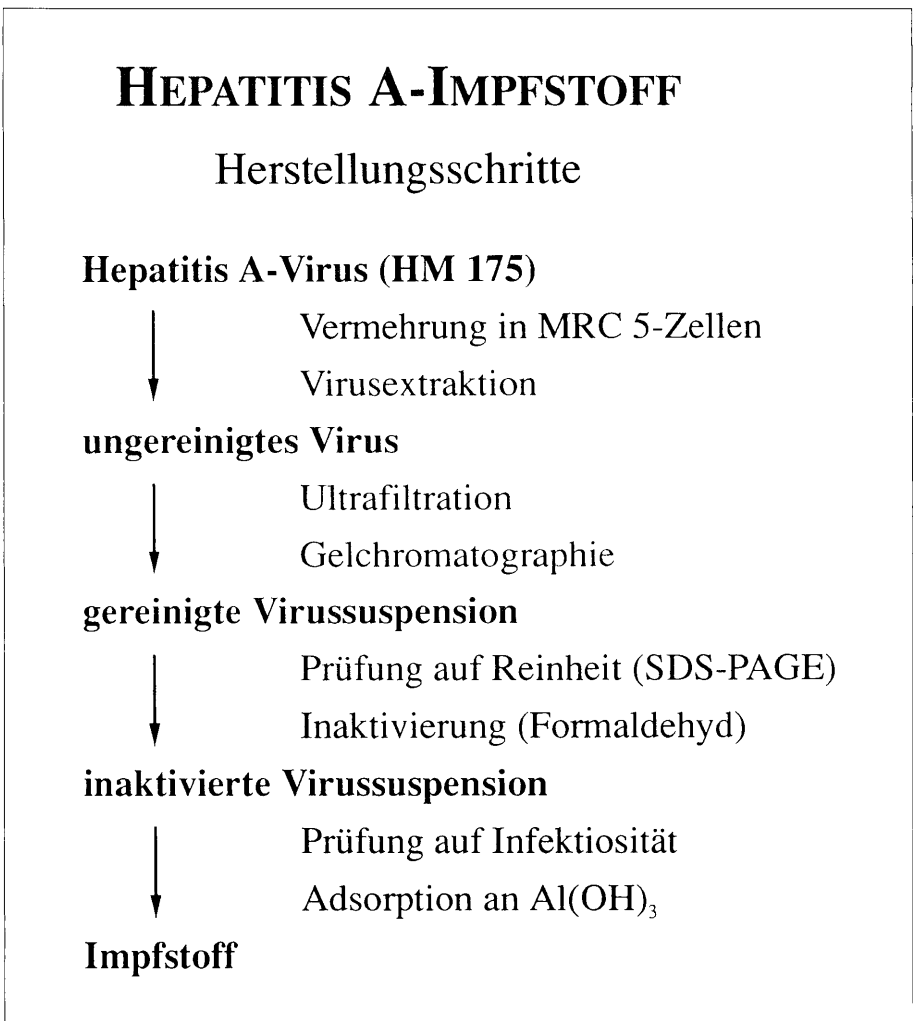 HEPATITIS A-IMPFSTOFF
Herstellungsschritte
Hepatitis A-Virus (HM 175)
Vermehrung in MRC 5-Zellen
Virusextraktion
ungereinigtes Virus
Ultrafiltration
Gelchromatographie
gereinigte Virussuspension
Prüfung auf Reinheit (SDS-PAGE)
Inaktivierung (Formaldehyd)
inaktivierte Virussuspension
Prüfung auf Infektiosität
Adsorption an Al(OH)₃
Impfstoff